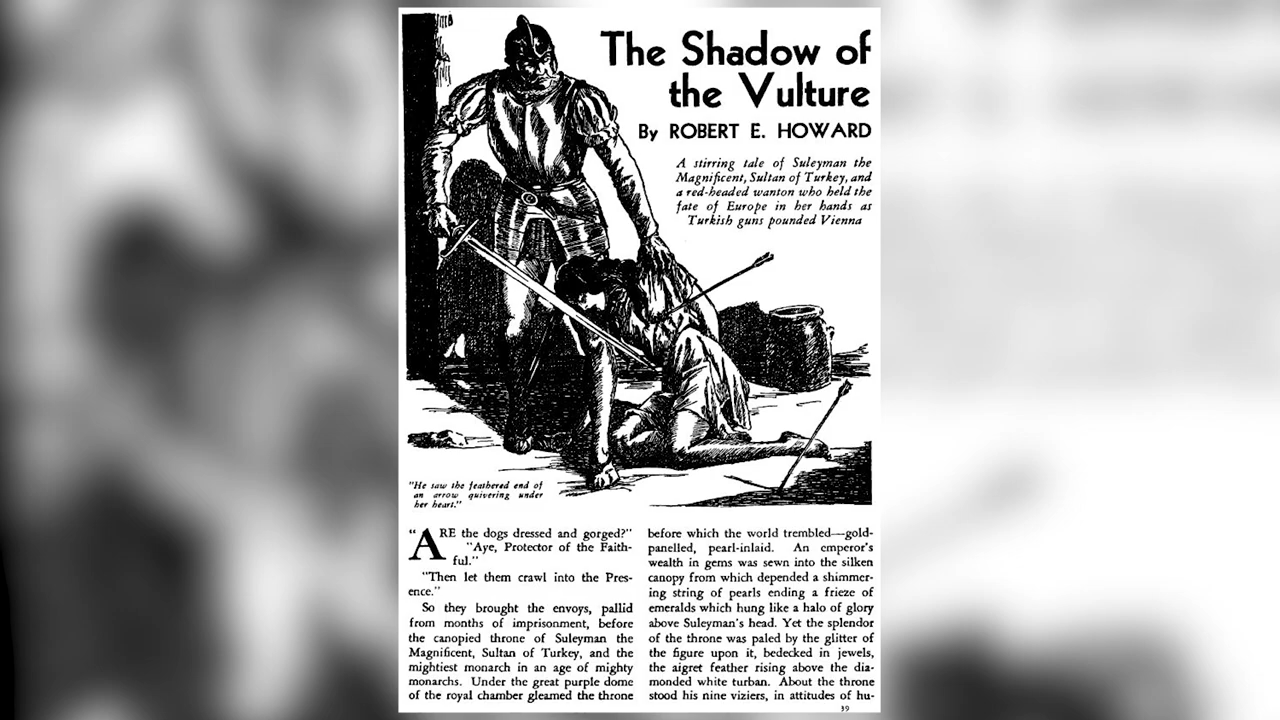 The Shadow of
the Vulture
By ROBERT E. HOWARD
A stirring tale of Suleyman the
Magnificent, Sultan of Turkey, and
a red-headed wanton who held the
fate of Europe in her hands as
Turkish guns pounded Vienna
"He saw the feathered end of
an arrow quivering under
her heart."
"ARE the dogs dressed and gorged?"
"Aye, Protector of the Faith-
ful."
"Then let them crawl into the Pres-
ence."
So they brought the envoys, pallid
from months of imprisonment, before
the canopied throne of Suleyman the
Magnificent, Sultan of Turkey, and the
mightiest monarch in an age of mighty
monarchs. Under the great purple dome
of the royal chamber gleamed the throne
before which the world trembled—gold-
panelled, pearl-inlaid. An emperor's
wealth in gems was sewn into the silken
canopy from which depended a shimmer-
ing string of pearls ending a frieze of
emeralds which hung like a halo of glory
above Suleyman's head. Yet the splendor
of the throne was paled by the glitter of
the figure upon it, bedecked in jewels,
the aigret feather rising above the dia-
monded white turban. About the throne
stood his nine viziers, in attitudes of hu-
39